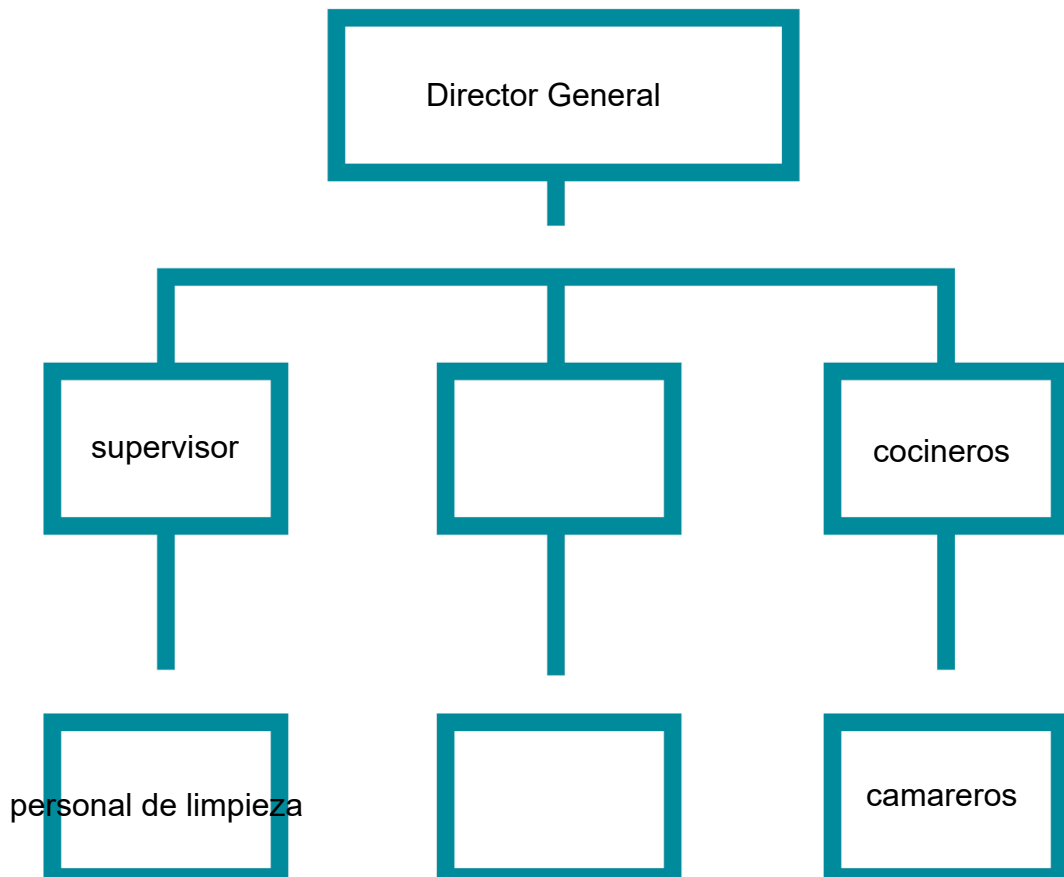 Director General
supervisor
cocineros
personal de limpieza
camareros